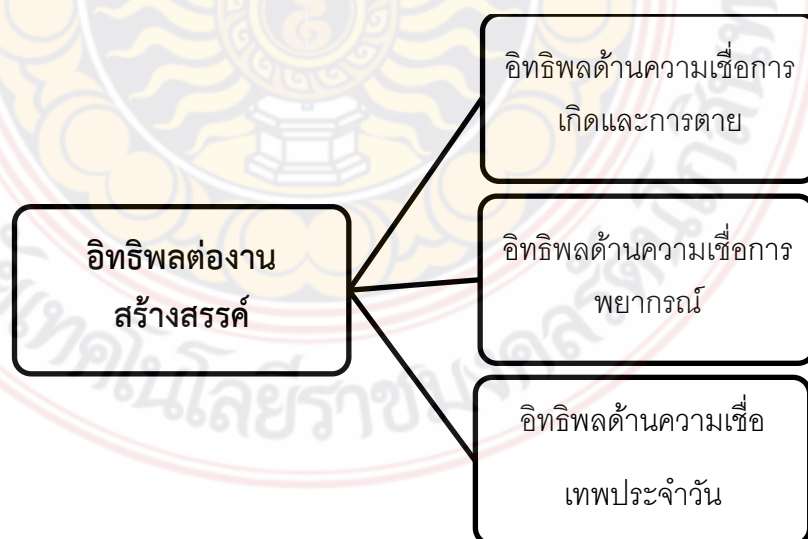 อิทธิพลด้านความเชื่อการ
เกิดและการตาย
อิทธิพลต่องาน
สร้างสรรค์
อิทธิพลด้านความเชื่อการ
พยากรณ์
อิทธิพลด้านความเชื่อ
เทพประจำวัน